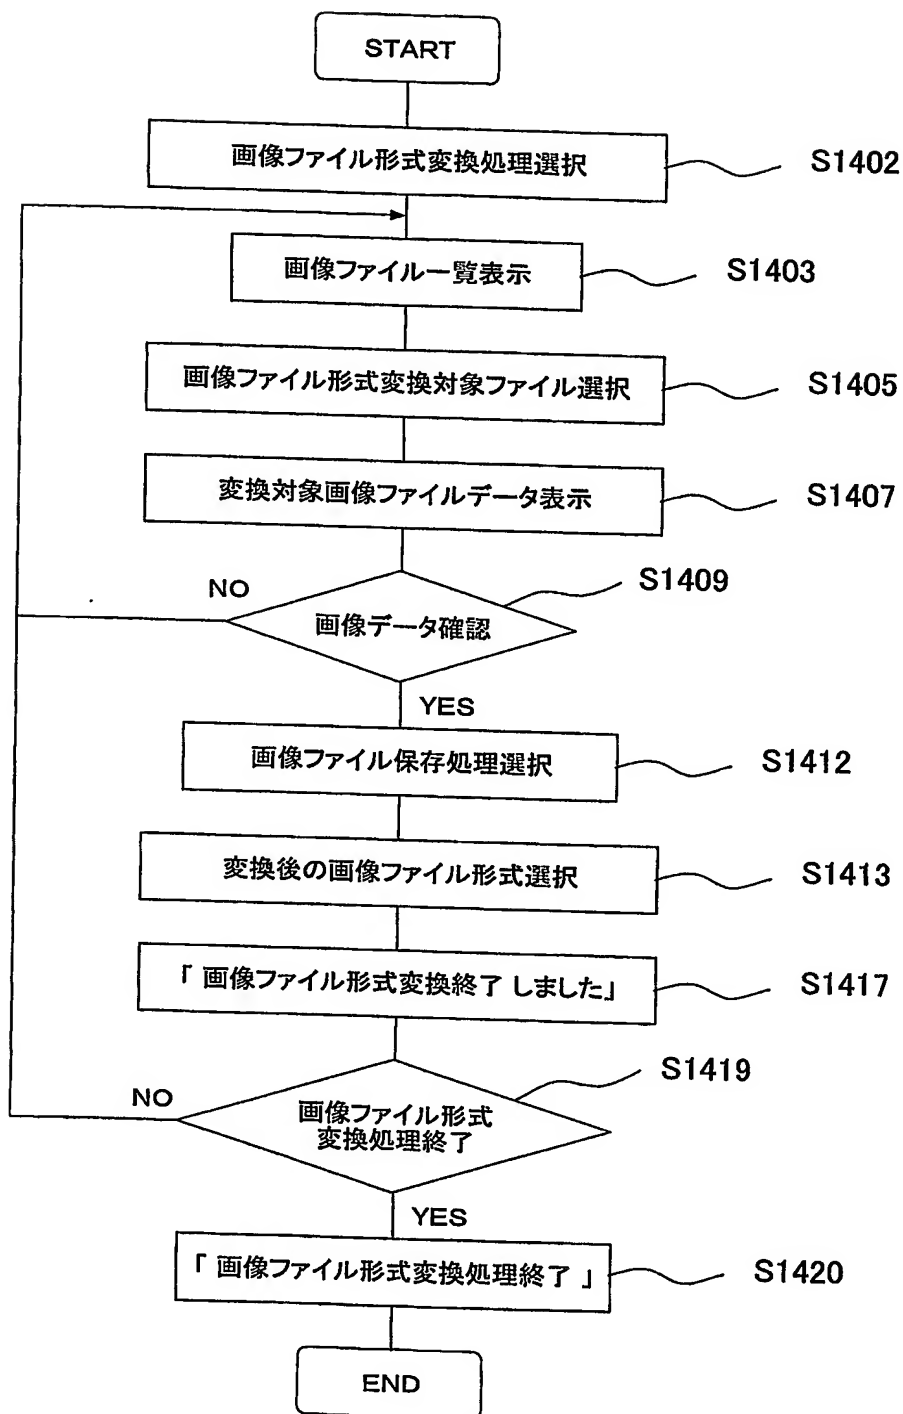 START
画像ファイル形式変換処理選択
S1402
画像ファイル一覧表示
S1403
画像ファイル形式変換対象ファイル選択
S1405
変換対象画像ファイルデータ表示
S1407
S1409
NO
画像データ確認
YES
画像ファイル保存処理選択
S1412
変換後の画像ファイル形式選択
S1413
「 画像ファイル形式変換終了 しました」
S1417
S1419
NO
画像ファイル形式
変換処理終了
YES
「 画像ファイル形式変換処理終了 」
S1420
END